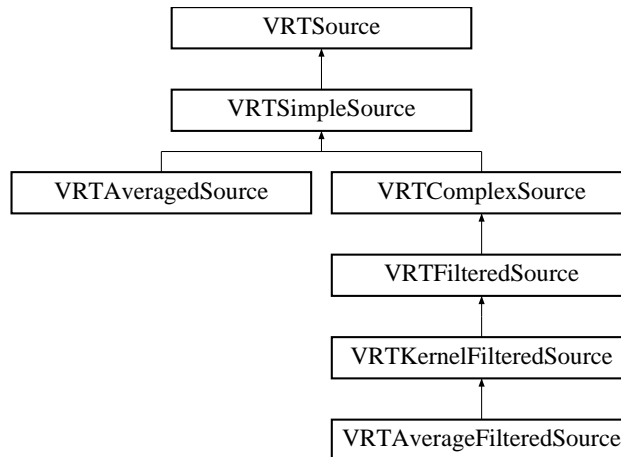 VRTSource
VRTSimpleSource
VRTAveragedSource
VRTComplexSource
VRTFilteredSource
VRTKernelFilteredSource
VRTAverageFilteredSource